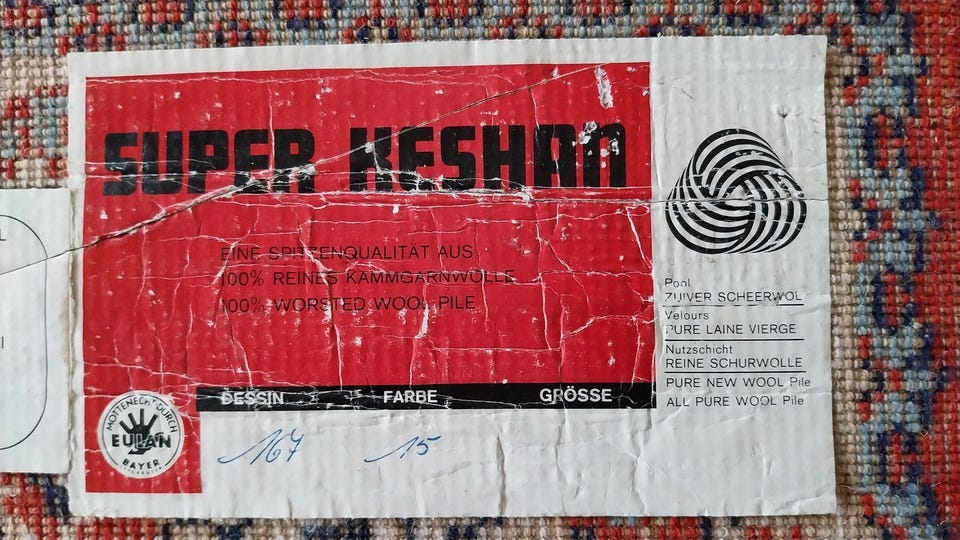 SUPER KESHAN
EINE SPITZENQUALITÄT AUS
100% REINES KAMMGARNWOLLE
100% WORSTED WOOL PILE
DESSIN FARBE GRÖSSE
167 15
MOTTENECHT DURCH
EULAN
BAYER
Pool
ZUIVER SCHEERWOL
Velours
PURE LAINE VIERGE
Nutzschicht
REINE SCHURWOLLE
PURE NEW WOOL Pile
ALL PURE WOOL Pile